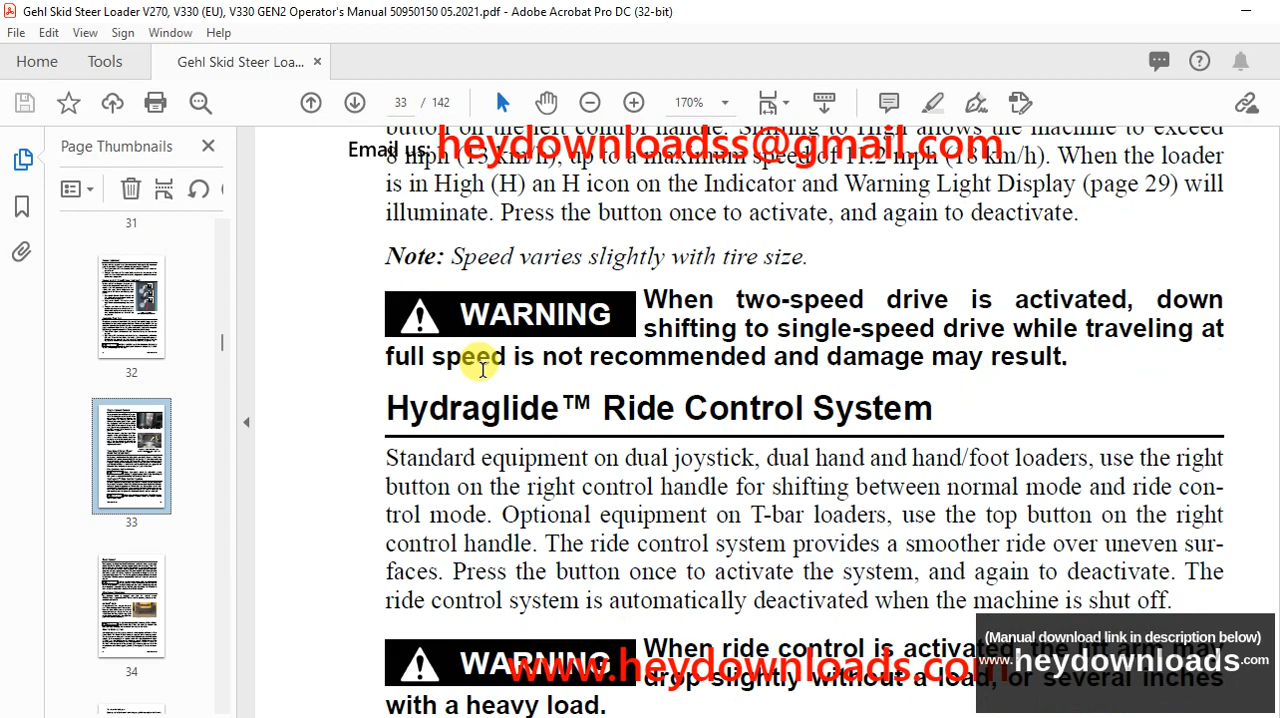 Gehl Skid Steer Loader V270, V330 (EU), V330 GEN2 Operator's Manual 50950150 05.2021.pdf - Adobe Acrobat Pro DC (32-bit)
File Edit View Sign Window Help
Home Tools Gehl Skid Steer Loa... ×
33 / 142 170%
Page Thumbnails
31
32
33
34
button on the left control handle. Shifting to High allows the machine to exceed
Email us: heydownloadss@gmail.com
8 mph (13 km/h), up to a maximum speed of 11.2 mph (18 km/h). When the loader
is in High (H) an H icon on the Indicator and Warning Light Display (page 29) will
illuminate. Press the button once to activate, and again to deactivate.
Note: Speed varies slightly with tire size.
WARNING When two-speed drive is activated, down
shifting to single-speed drive while traveling at
full speed is not recommended and damage may result.
Hydraglide™ Ride Control System
Standard equipment on dual joystick, dual hand and hand/foot loaders, use the right
button on the right control handle for shifting between normal mode and ride con-
trol mode. Optional equipment on T-bar loaders, use the top button on the right
control handle. The ride control system provides a smoother ride over uneven sur-
faces. Press the button once to activate the system, and again to deactivate. The
ride control system is automatically deactivated when the machine is shut off.
WARNING When ride control is activated, the lift arm may
drop slightly without a load, or several inches
with a heavy load.
www.heydownloads.com
(Manual download link in description below)
www.heydownloads.com